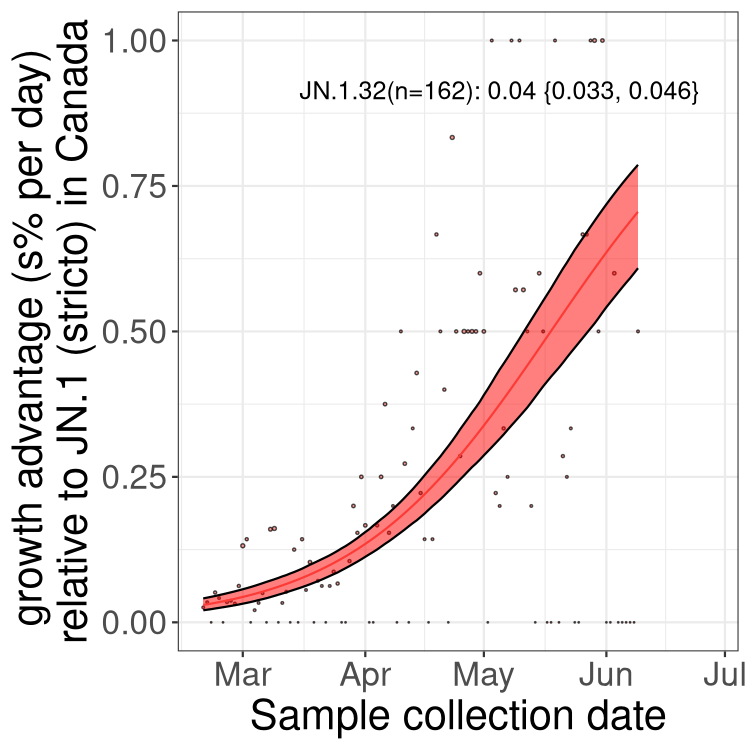 growth advantage (s% per day)
relative to JN.1 (stricto) in Canada
1.00
0.75
0.50
0.25
0.00
JN.1.32(n=162): 0.04 {0.033, 0.046}
Mar Apr May Jun Jul
Sample collection date